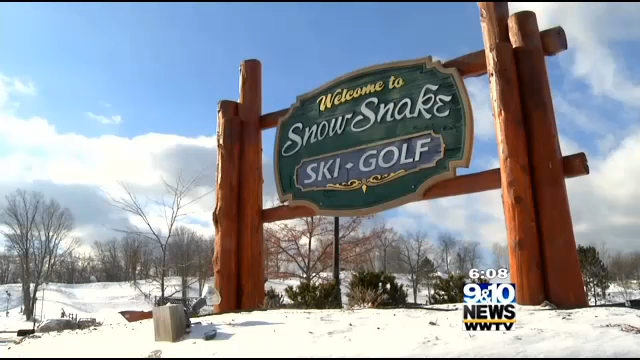 Welcome to
Snow Snake
SKI • GOLF
6:08
9&10
NEWS
WWTV